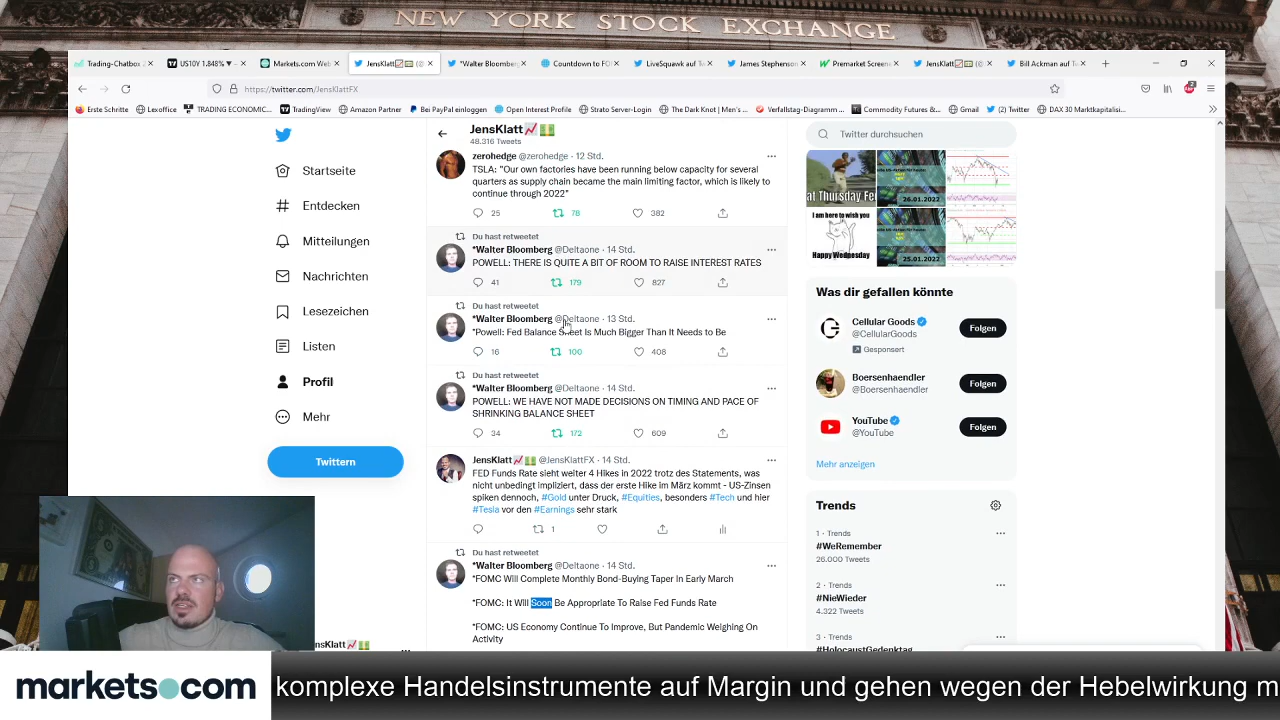 NEW YORK STOCK EXCHANGE
Trading-Chatbox
US10Y 1.848% ▼
Markets.com Web
JensKlatt
*Walter Bloomberg
Countdown to FO
LiveSquawk auf Tw
James Stephenson
Premarket Screene
JensKlatt
Bill Ackman auf T
https://twitter.com/JensKlattFX
Erste Schritte
Lexoffice
TRADING ECONOMIC...
TradingView
Amazon Partner
Bei PayPal einloggen
Open Interest Profile
Strato Server-Login
The Dark Knot | Men's ...
Verfallstag-Diagramm ...
Commodity Futures &...
Gmail
(2) Twitter
DAX 30 Marktkapitalisi...
JensKlatt📈💵
48.316 Tweets
Twitter durchsuchen
Startseite
Entdecken
Mitteilungen
Nachrichten
Lesezeichen
Listen
Profil
Mehr
Twittern
zerohedge @zerohedge · 12 Std.
TSLA: "Our own factories have been running below capacity for several
quarters as supply chain became the main limiting factor, which is likely to
continue through 2022"
25 78 382
Du hast retweetet
*Walter Bloomberg @Deltaone · 14 Std.
POWELL: THERE IS QUITE A BIT OF ROOM TO RAISE INTEREST RATES
41 179 827
Du hast retweetet
*Walter Bloomberg @Deltaone · 13 Std.
*Powell: Fed Balance Sheet Is Much Bigger Than It Needs to Be
16 100 408
Du hast retweetet
*Walter Bloomberg @Deltaone · 14 Std.
POWELL: WE HAVE NOT MADE DECISIONS ON TIMING AND PACE OF
SHRINKING BALANCE SHEET
34 172 609
JensKlatt📈💵 @JensKlattFX · 14 Std.
FED Funds Rate sieht weiter 4 Hikes in 2022 trotz des Statements, was
nicht unbedingt impliziert, dass der erste Hike im März kommt - US-Zinsen
spiken dennoch, #Gold unter Druck, #Equities, besonders #Tech und hier
#Tesla vor den #Earnings sehr stark
1
Du hast retweetet
*Walter Bloomberg @Deltaone · 14 Std.
*FOMC Will Complete Monthly Bond-Buying Taper In Early March
*FOMC: It Will Soon Be Appropriate To Raise Fed Funds Rate
*FOMC: US Economy Continue To Improve, But Pandemic Weighing On
Activity
at Thursday Fe
26.01.2022
I am here to wish you
Happy Wednesday
25.01.2022
Was dir gefallen könnte
Cellular Goods
@CellularGoods
Gesponsert
Folgen
Boersenhaendler
@Boersenhaendler
Folgen
YouTube
@YouTube
Folgen
Mehr anzeigen
Trends
1 · Trends
#WeRemember
26.000 Tweets
2 · Trends
#NieWieder
4.322 Tweets
3 · Trends
#HolocaustGedenktag
ensKlatt📈💵
markets.com
komplexe Handelsinstrumente auf Margin und gehen wegen der Hebelwirkung m